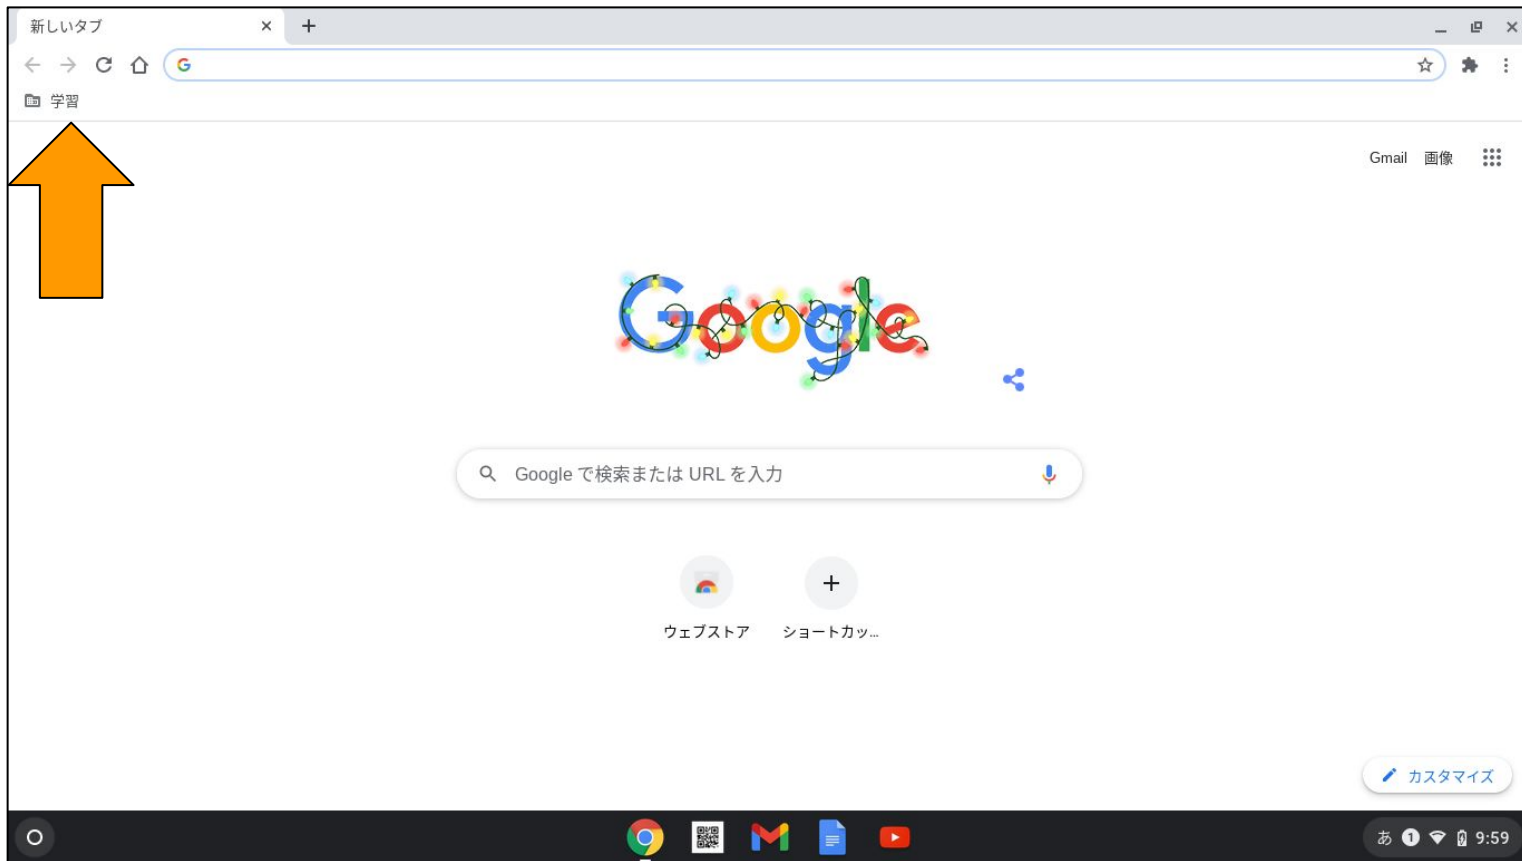 新しいタブ
学習
Gmail 画像
Google
Google で検索または URL を入力
ウェブストア ショートカッ...
カスタマイズ
あ 1 9:59